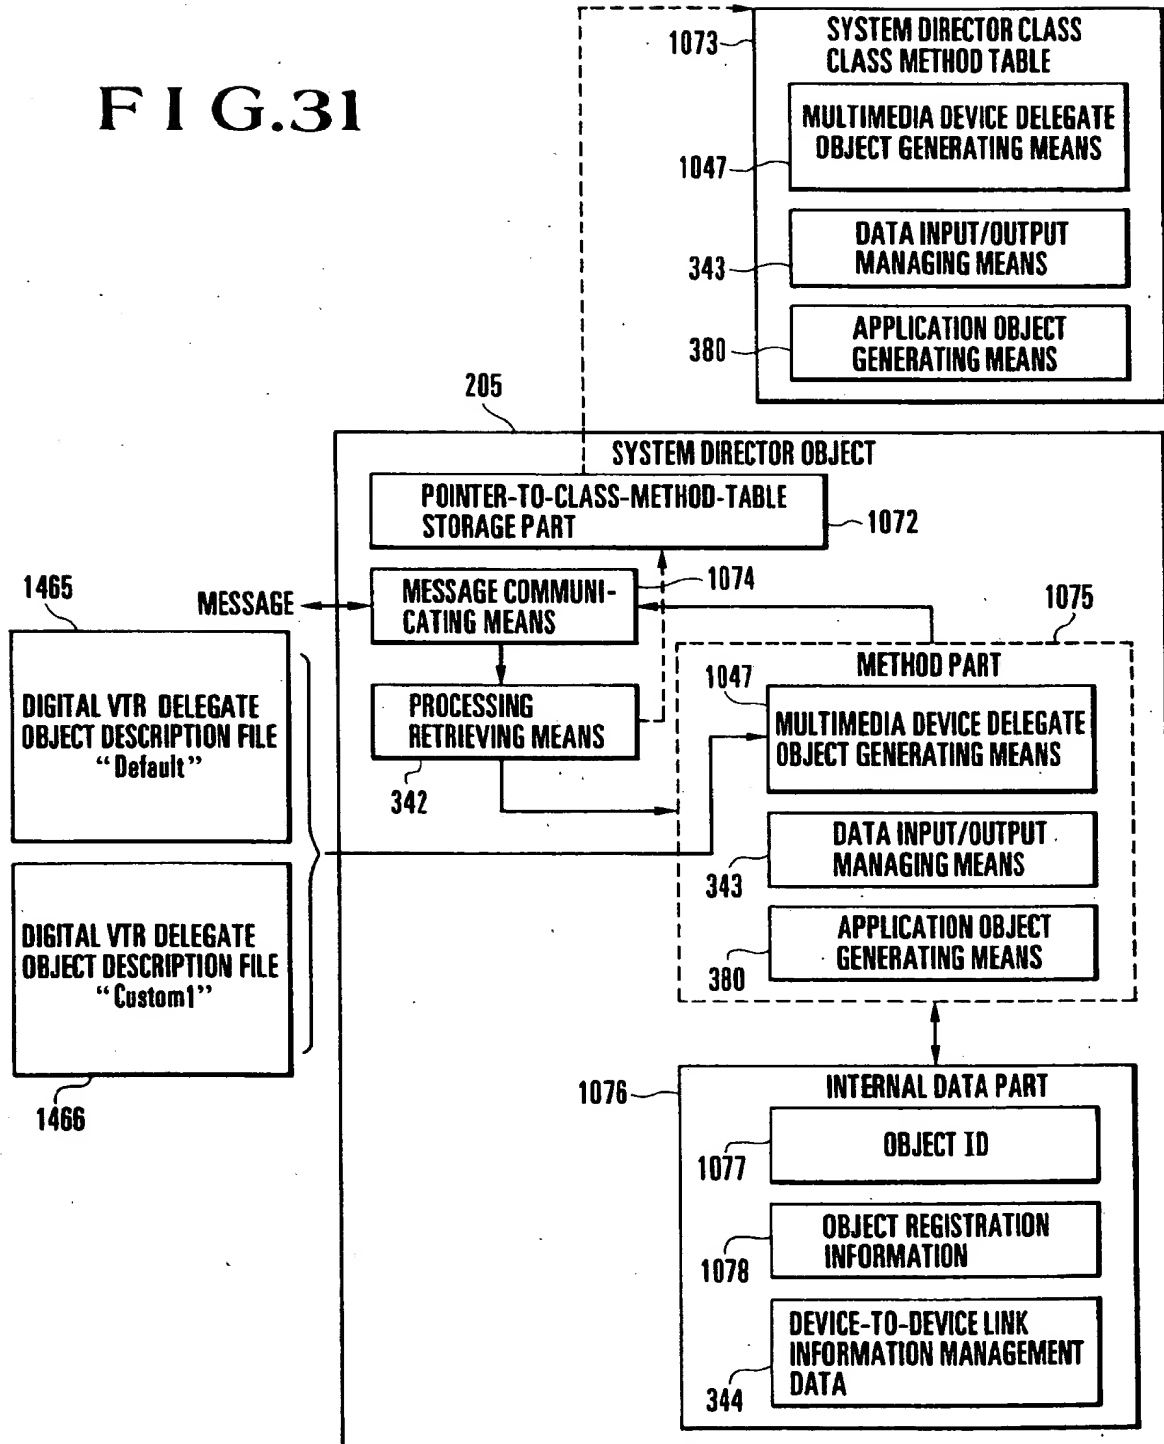 FIG.31
1073
SYSTEM DIRECTOR CLASS
CLASS METHOD TABLE
MULTIMEDIA DEVICE DELEGATE
OBJECT GENERATING MEANS
1047
DATA INPUT/OUTPUT
MANAGING MEANS
343
APPLICATION OBJECT
GENERATING MEANS
380
205
SYSTEM DIRECTOR OBJECT
POINTER-TO-CLASS-METHOD-TABLE
STORAGE PART
1072
1465
MESSAGE
MESSAGE COMMUNI-
CATING MEANS
1074
1075
DIGITAL VTR DELEGATE
OBJECT DESCRIPTION FILE
“Default”
PROCESSING
RETRIEVING MEANS
342
METHOD PART
1047
MULTIMEDIA DEVICE DELEGATE
OBJECT GENERATING MEANS
DATA INPUT/OUTPUT
MANAGING MEANS
343
DIGITAL VTR DELEGATE
OBJECT DESCRIPTION FILE
“Custom1”
1466
APPLICATION OBJECT
GENERATING MEANS
380
1076
INTERNAL DATA PART
OBJECT ID
1077
OBJECT REGISTRATION
INFORMATION
1078
DEVICE-TO-DEVICE LINK
INFORMATION MANAGEMENT
DATA
344